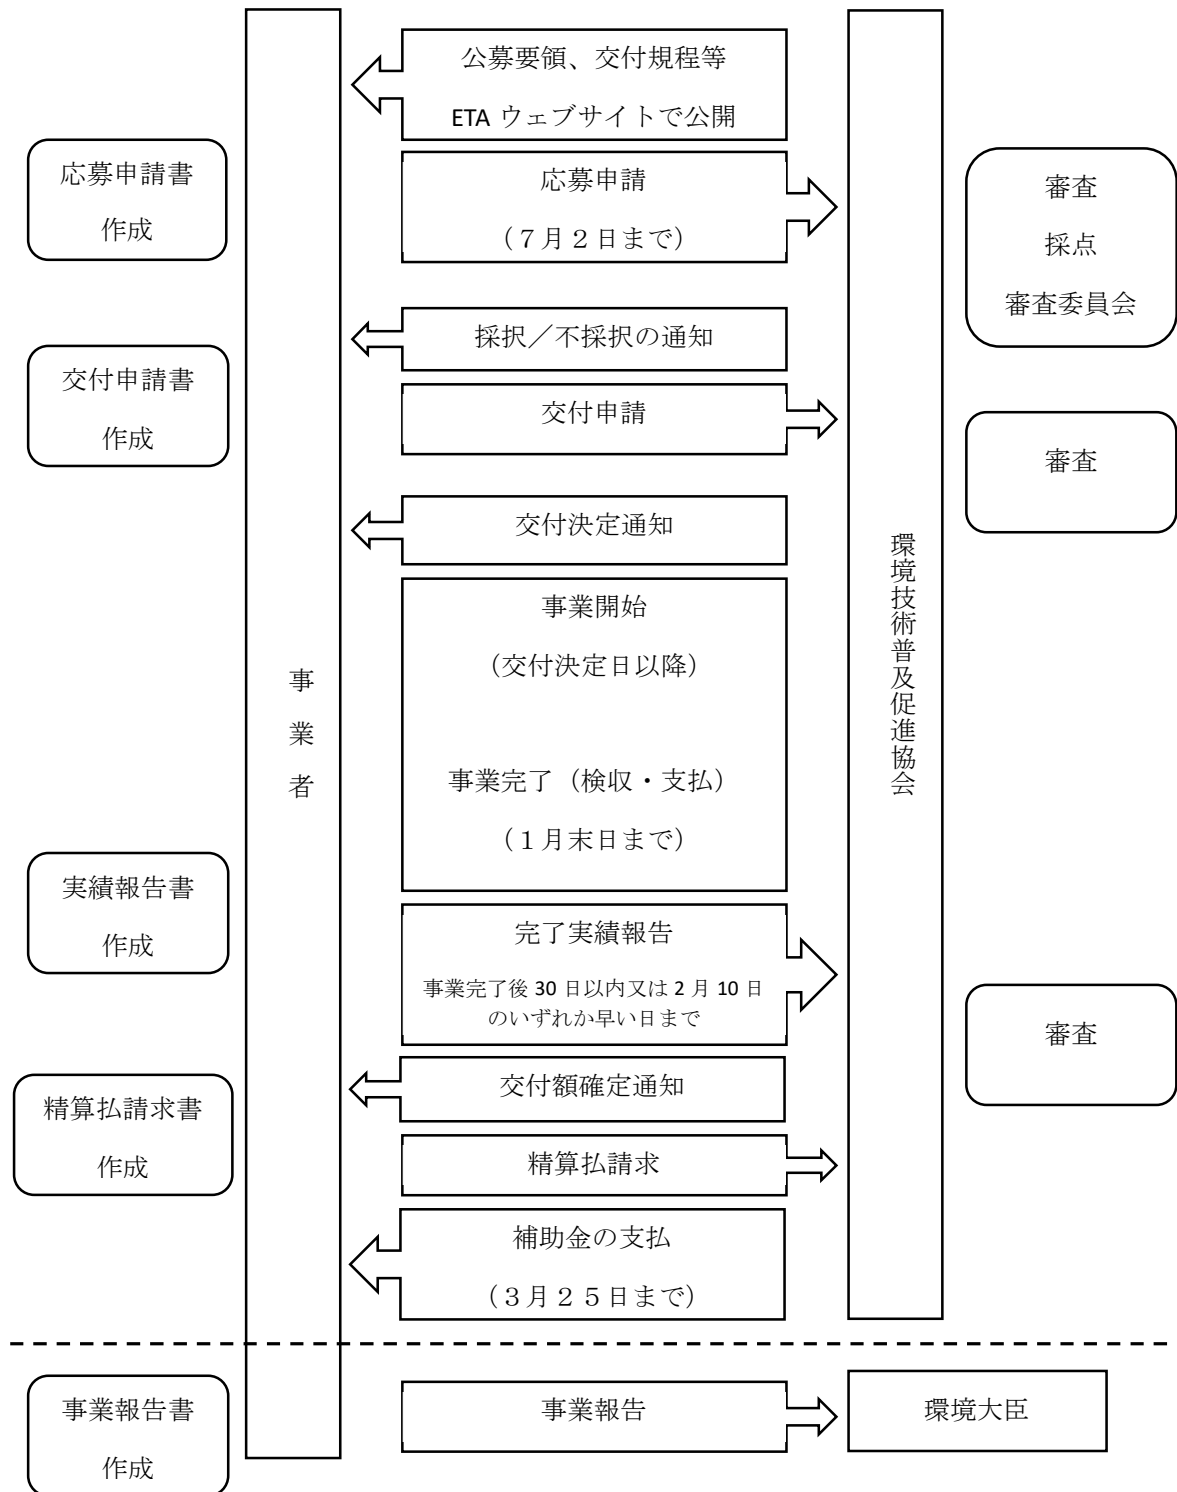 公募要領、交付規程等
ETA ウェブサイトで公開
応募申請書
作成
応募申請
（７月２日まで）
審査
採点
審査委員会
採択／不採択の通知
交付申請書
作成
交付申請
審査
交付決定通知
事業者
環境技術普及促進協会
事業開始
（交付決定日以降）
事業完了（検収・支払）
（１月末日まで）
実績報告書
作成
完了実績報告
事業完了後 30 日以内又は 2 月 10 日
のいずれか早い日まで
審査
交付額確定通知
精算払請求書
作成
精算払請求
補助金の支払
（３月２５日まで）
事業報告書
作成
事業報告
環境大臣